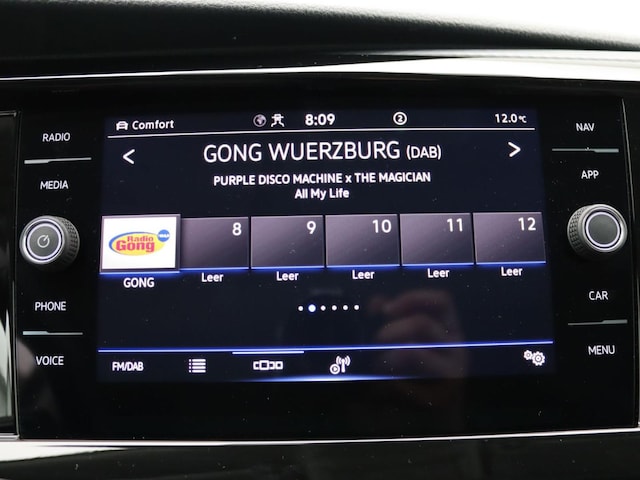 RADIO
MEDIA
PHONE
VOICE
Comfort 8:09 2 12.0°C
GONG WUERZBURG (DAB)
PURPLE DISCO MACHINE x THE MAGICIAN
All My Life
Radio
Gong
8 9 10 11 12
GONG Leer Leer Leer Leer Leer
FM/DAB
NAV
APP
CAR
MENU